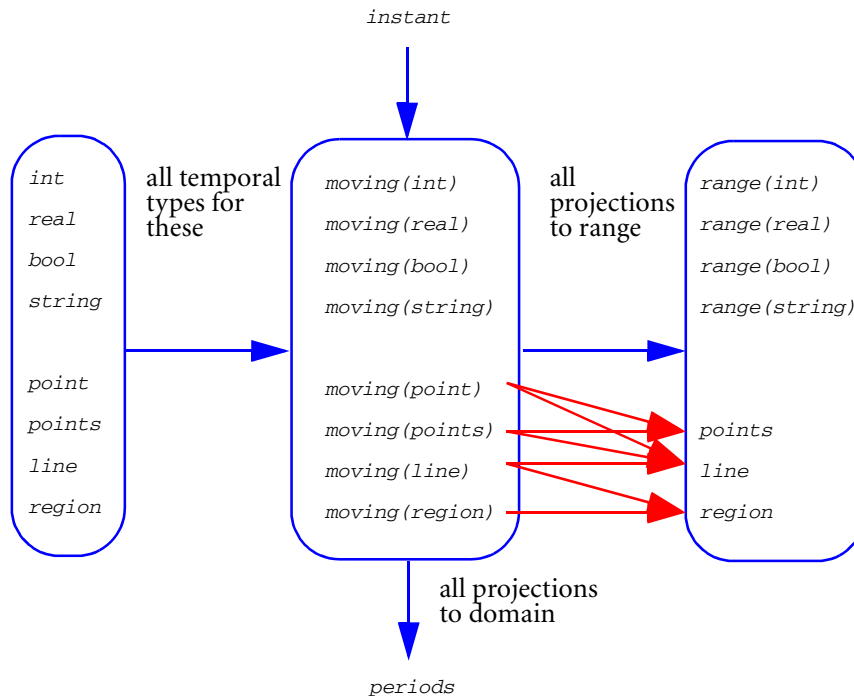 instant
int
real
bool
string
point
points
line
region
all temporal
types for
these
moving(int)
moving(real)
moving(bool)
moving(string)
moving(point)
moving(points)
moving(line)
moving(region)
all
projections
to range
range(int)
range(real)
range(bool)
range(string)
points
line
region
all projections
to domain
periods